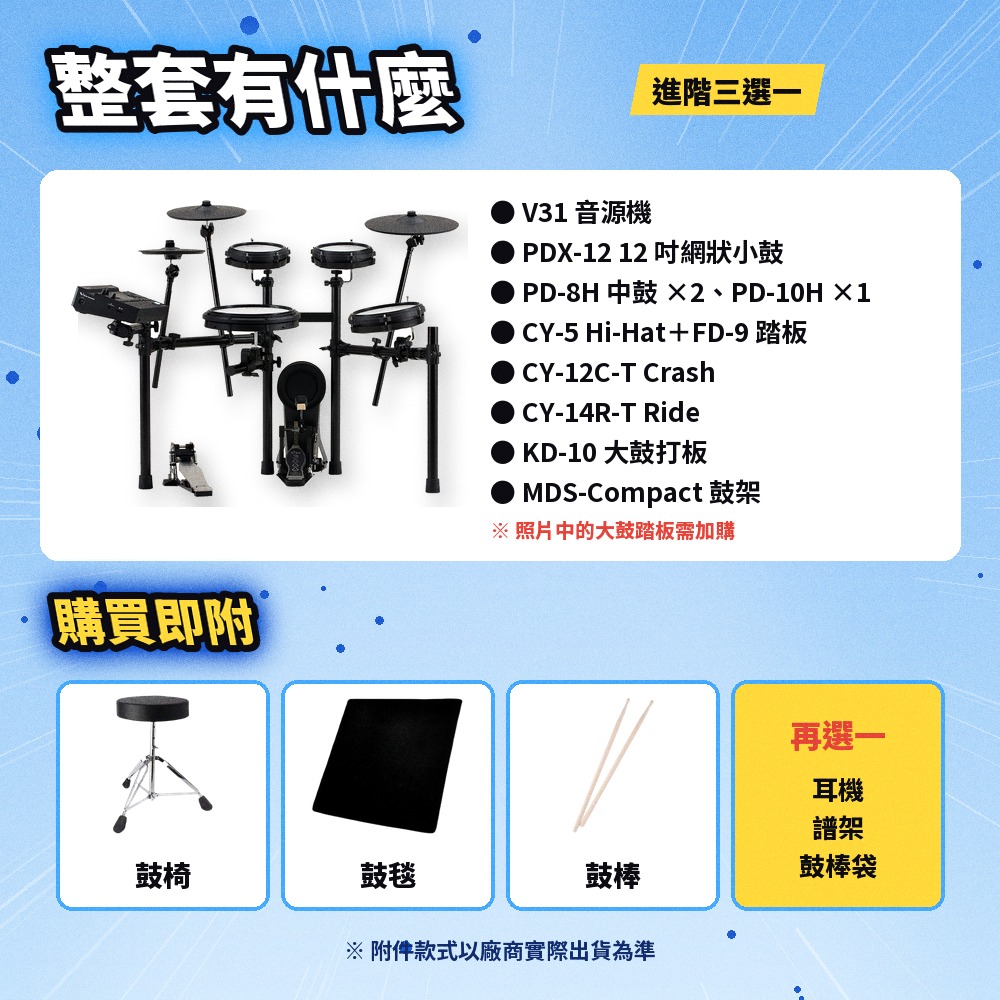 整套有什麼
進階三選一
● V31 音源機
● PDX-12 12 吋網狀小鼓
● PD-8H 中鼓 ×2、PD-10H ×1
● CY-5 Hi-Hat＋FD-9 踏板
● CY-12C-T Crash
● CY-14R-T Ride
● KD-10 大鼓打板
● MDS-Compact 鼓架
※ 照片中的大鼓踏板需加購
購買即附
鼓椅
鼓毯
鼓棒
再選一
耳機
譜架
鼓棒袋
※ 附件款式以廠商實際出貨為準